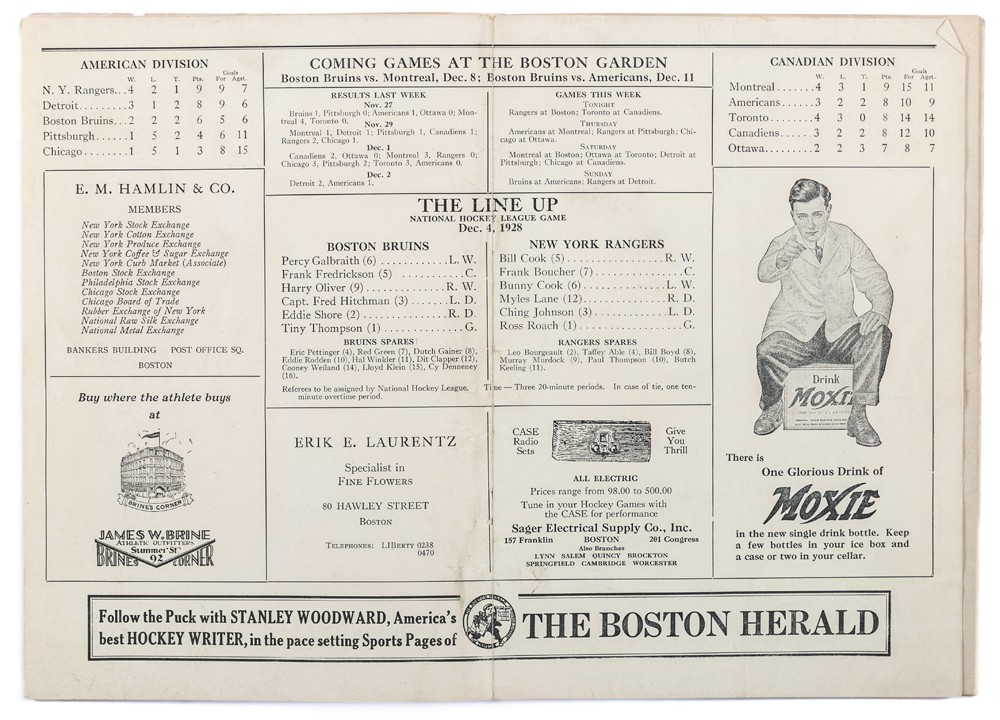 AMERICAN DIVISION
W. L. T. Pts. Goals For Agst.
N. Y. Rangers...4 2 1 9 9 7
Detroit.........3 1 2 8 9 6
Boston Bruins...2 2 2 6 5 6
Pittsburgh......1 5 2 4 6 11
Chicago.........1 5 1 3 8 15
COMING GAMES AT THE BOSTON GARDEN
Boston Bruins vs. Montreal, Dec. 8; Boston Bruins vs. Americans, Dec. 11
RESULTS LAST WEEK
Nov. 27
Bruins 1, Pittsburgh 0; Americans 1, Ottawa 0; Mon-
treal 4, Toronto 0.
Nov. 29
Montreal 1, Detroit 1; Pittsburgh 1, Canadiens 1;
Rangers 2, Chicago 1.
Dec. 1
Canadiens 2, Ottawa 0; Montreal 3, Rangers 0;
Chicago 3, Pittsburgh 2; Toronto 3, Americans 0.
Dec. 2
Detroit 2, Americans 1.
GAMES THIS WEEK
TONIGHT
Rangers at Boston; Toronto at Canadiens.
THURSDAY
Americans at Montreal; Rangers at Pittsburgh; Chi-
cago at Ottawa.
SATURDAY
Montreal at Boston; Ottawa at Toronto; Detroit at
Pittsburgh; Chicago at Canadiens.
SUNDAY
Bruins at Americans; Rangers at Detroit.
CANADIAN DIVISION
W. L. T. Pts. Goals For Agst.
Montreal.......4 3 1 9 15 11
Americans......3 2 2 8 10 9
Toronto........4 3 0 8 14 14
Canadiens......3 2 2 8 12 10
Ottawa.........2 2 3 7 8 7
E. M. HAMLIN & CO.
MEMBERS
New York Stock Exchange
New York Cotton Exchange
New York Produce Exchange
New York Coffee & Sugar Exchange
New York Curb Market (Associate)
Boston Stock Exchange
Philadelphia Stock Exchange
Chicago Stock Exchange
Chicago Board of Trade
Rubber Exchange of New York
National Raw Silk Exchange
National Metal Exchange
BANKERS BUILDING POST OFFICE SQ.
BOSTON
THE LINE UP
NATIONAL HOCKEY LEAGUE GAME
Dec. 4, 1928
BOSTON BRUINS
Percy Galbraith (6) ...........L. W.
Frank Fredrickson (5) ............C.
Harry Oliver (9)...............R. W.
Capt. Fred Hitchman (3) .......L. D.
Eddie Shore (2)................R. D.
Tiny Thompson (1) ...............G.
BRUINS SPARES
Eric Pettinger (4), Red Green (7), Dutch Gainer (8),
Eddie Rodden (10), Hal Winkler (11), Dit Clapper (12),
Cooney Weiland (14), Lloyd Klein (15), Cy Denneney
(16).
NEW YORK RANGERS
Bill Cook (5)..................R. W.
Frank Boucher (7)................C.
Bunny Cook (6) ................L. W.
Myles Lane (12)................R. D.
Ching Johnson (3)..............L. D.
Ross Roach (1)...................G.
RANGERS SPARES
Leo Bourgeault (2), Taffey Able (4), Bill Boyd (8),
Murray Murdock (9), Paul Thompson (10), Butch
Keeling (11).
Referees to be assigned by National Hockey League. Time — Three 20-minute periods. In case of tie, one ten-
minute overtime period.
Buy where the athlete buys
at
BRINE'S CORNER
JAMES W. BRINE
ATHLETIC OUTFITTERS
Summer St
92
BRINES CORNER
ERIK E. LAURENTZ
Specialist in
FINE FLOWERS
80 HAWLEY STREET
BOSTON
TELEPHONES: LIBerty 0238
0470
CASE
Radio
Sets
Give
You
Thrill
ALL ELECTRIC
Prices range from 98.00 to 500.00
Tune in your Hockey Games with
the CASE for performance
Sager Electrical Supply Co., Inc.
157 Franklin BOSTON 201 Congress
Also Branches
LYNN SALEM QUINCY BROCKTON
SPRINGFIELD CAMBRIDGE WORCESTER
Drink
MOXIE
There is
One Glorious Drink of
MOXIE
in the new single drink bottle. Keep
a few bottles in your ice box and
a case or two in your cellar.
Follow the Puck with STANLEY WOODWARD, America's
best HOCKEY WRITER, in the pace setting Sports Pages of
THE BOSTON HERALD